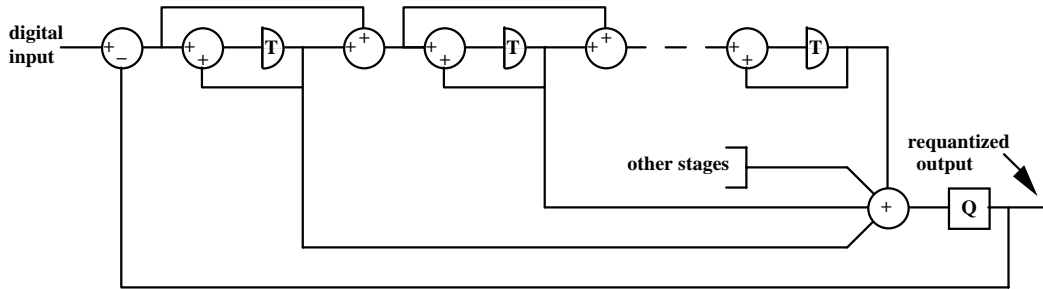 digital
input
+
−
+
+
T
+
+
+
+
T
+
+
+
+
T
other stages
+
Q
requantized
output